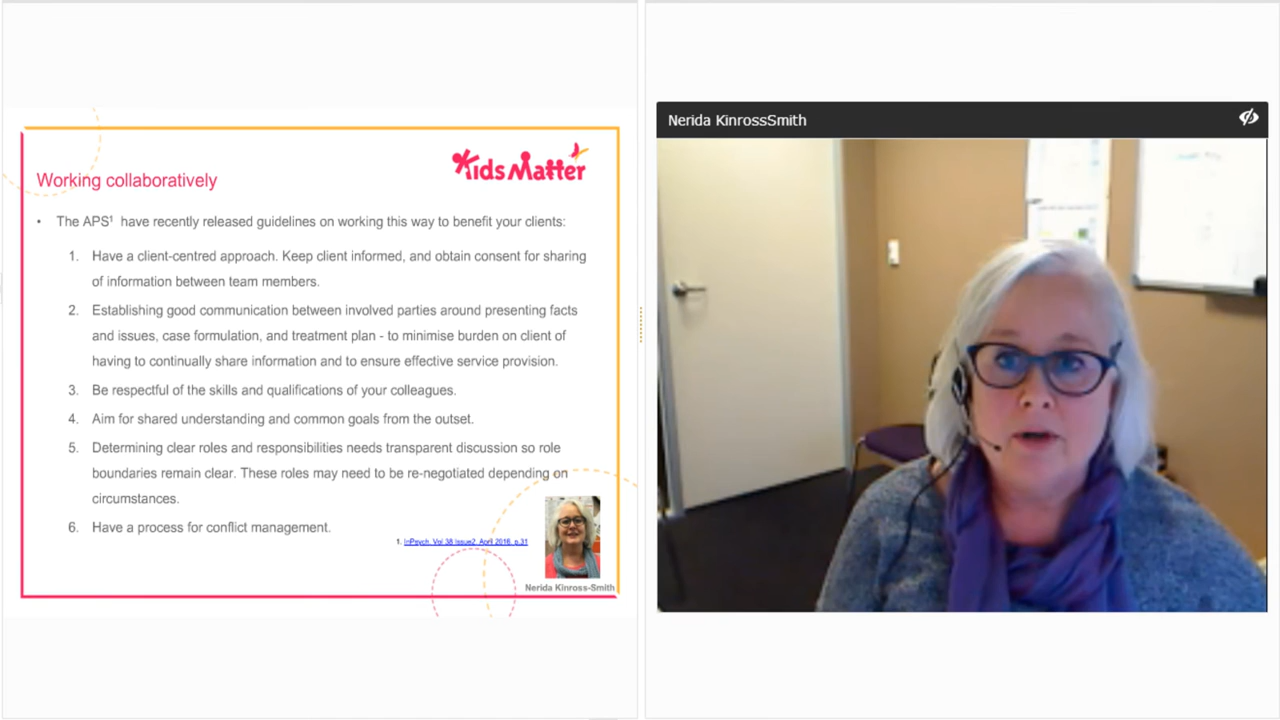 KidsMatter
Working collaboratively
• The APS¹ have recently released guidelines on working this way to benefit your clients:
1. Have a client-centred approach. Keep client informed, and obtain consent for sharing
of information between team members.
2. Establishing good communication between involved parties around presenting facts
and issues, case formulation, and treatment plan - to minimise burden on client of
having to continually share information and to ensure effective service provision.
3. Be respectful of the skills and qualifications of your colleagues.
4. Aim for shared understanding and common goals from the outset.
5. Determining clear roles and responsibilities needs transparent discussion so role
boundaries remain clear. These roles may need to be re-negotiated depending on
circumstances.
6. Have a process for conflict management.
1. InPsych, Vol 38 Issue2, April 2016, p.31
Nerida Kinross-Smith
Nerida KinrossSmith